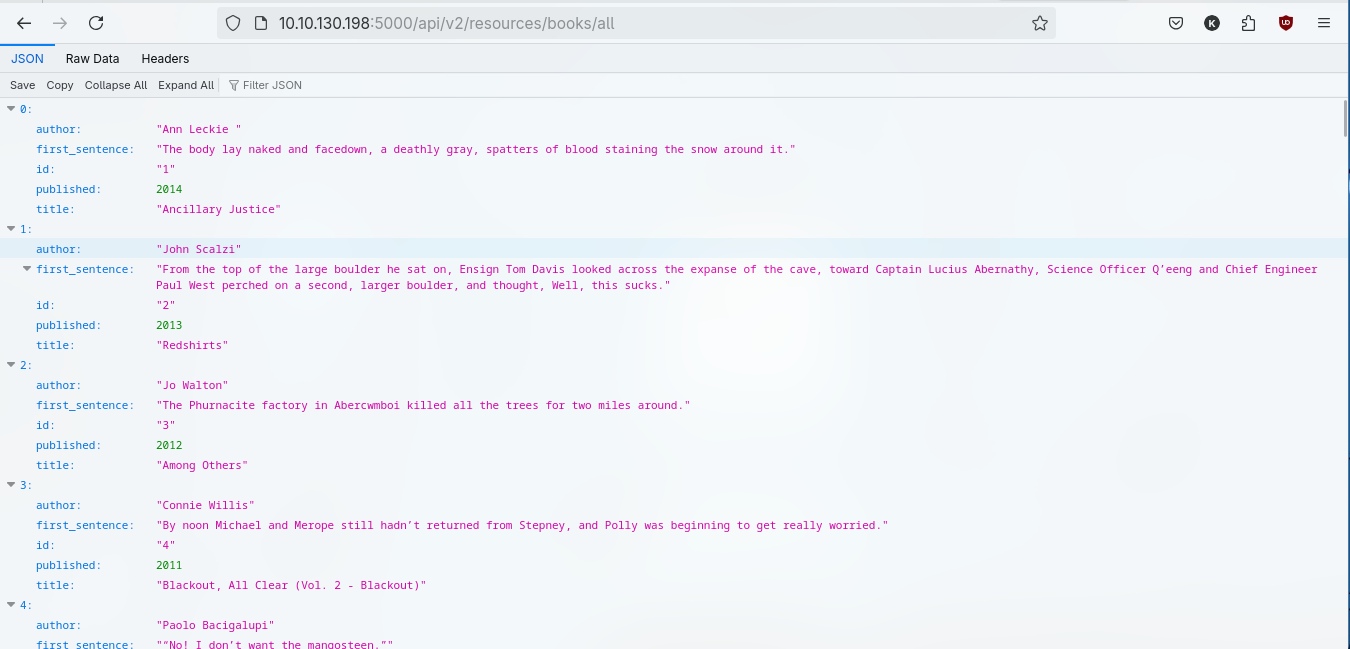 10.10.130.198:5000/api/v2/resources/books/all
K
UD
JSON Raw Data Headers
Save Copy Collapse All Expand All Filter JSON
0:
author: "Ann Leckie "
first_sentence: "The body lay naked and facedown, a deathly gray, spatters of blood staining the snow around it."
id: "1"
published: 2014
title: "Ancillary Justice"
1:
author: "John Scalzi"
first_sentence: "From the top of the large boulder he sat on, Ensign Tom Davis looked across the expanse of the cave, toward Captain Lucius Abernathy, Science Officer Q’eeng and Chief Engineer
Paul West perched on a second, larger boulder, and thought, Well, this sucks."
id: "2"
published: 2013
title: "Redshirts"
2:
author: "Jo Walton"
first_sentence: "The Phurnacite factory in Abercwmboi killed all the trees for two miles around."
id: "3"
published: 2012
title: "Among Others"
3:
author: "Connie Willis"
first_sentence: "By noon Michael and Merope still hadn’t returned from Stepney, and Polly was beginning to get really worried."
id: "4"
published: 2011
title: "Blackout, All Clear (Vol. 2 - Blackout)"
4:
author: "Paolo Bacigalupi"
first_sentence: "“No! I don’t want the mangosteen.”"